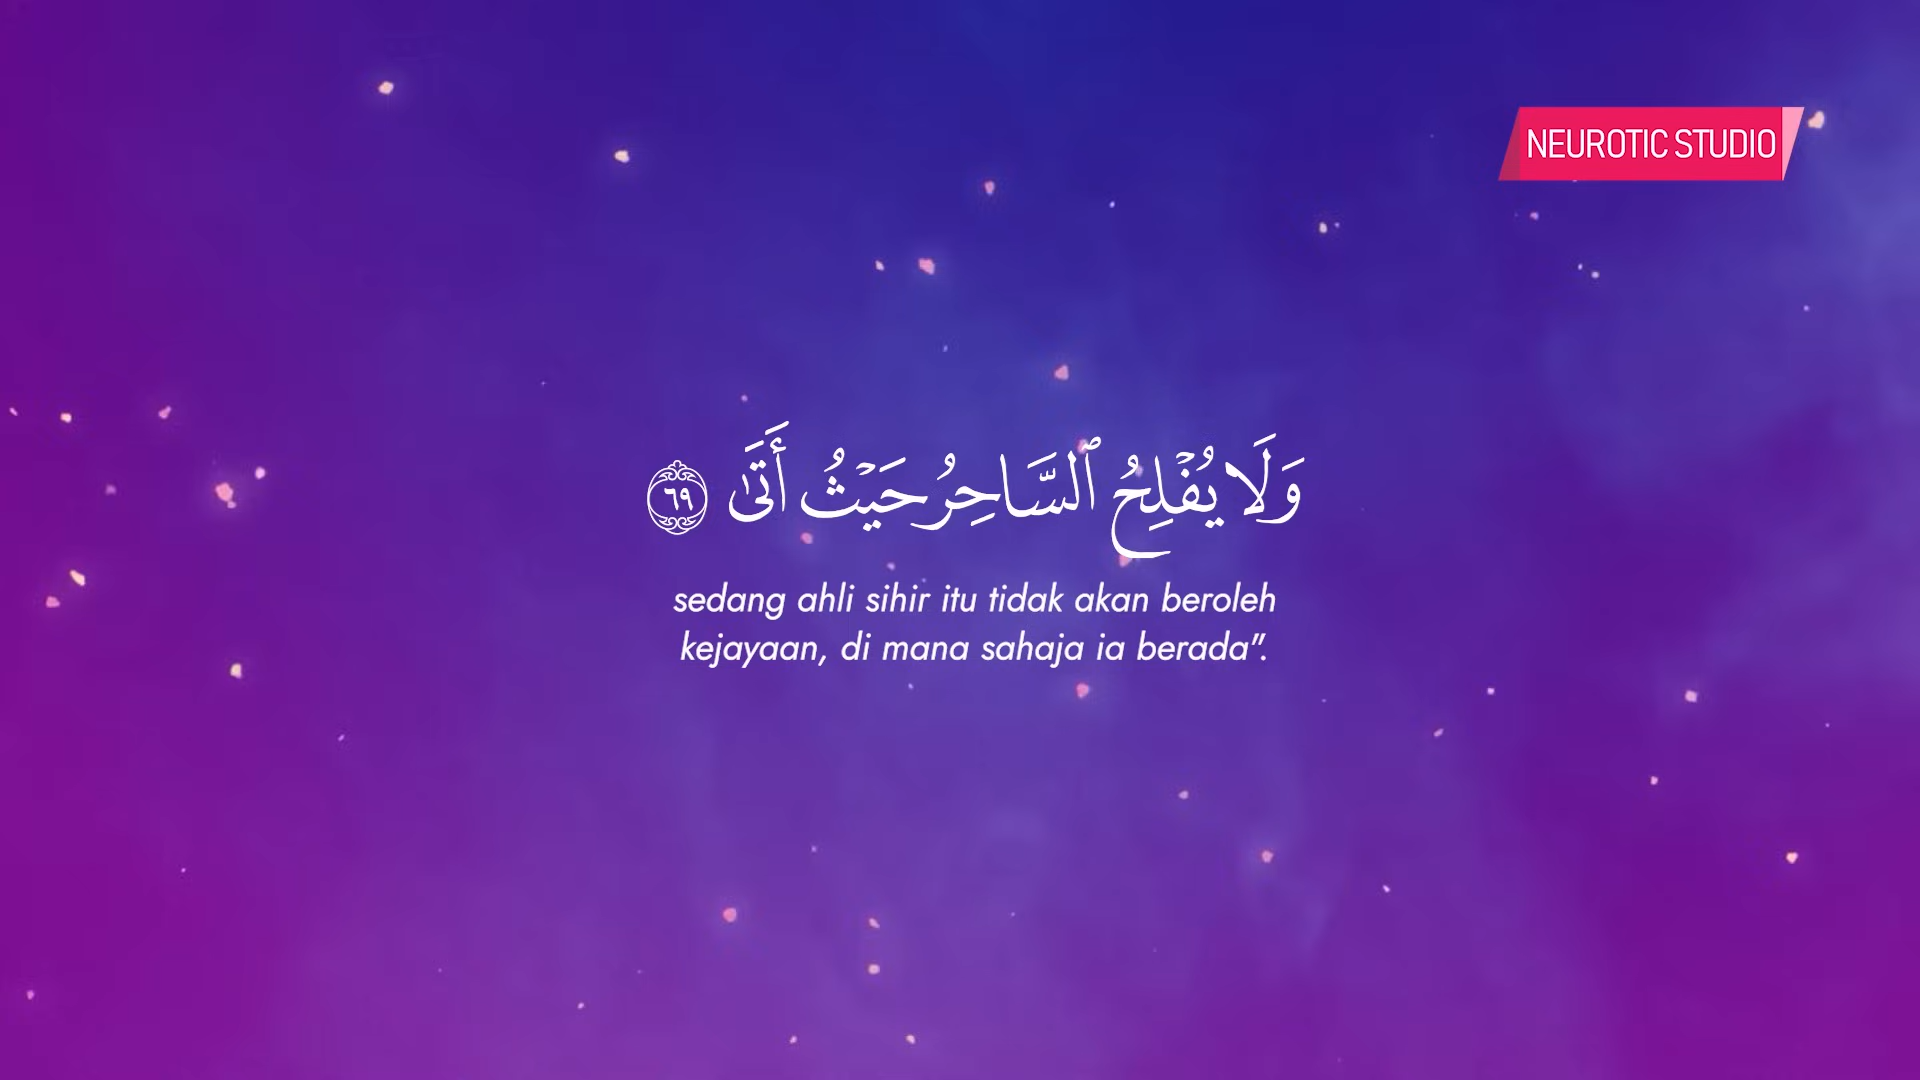 NEUROTIC STUDIO
وَلَا يُفْلِحُ ٱلسَّاحِرُ حَيْثُ أَتَىٰ ٦٩
sedang ahli sihir itu tidak akan beroleh
kejayaan, di mana sahaja ia berada”.